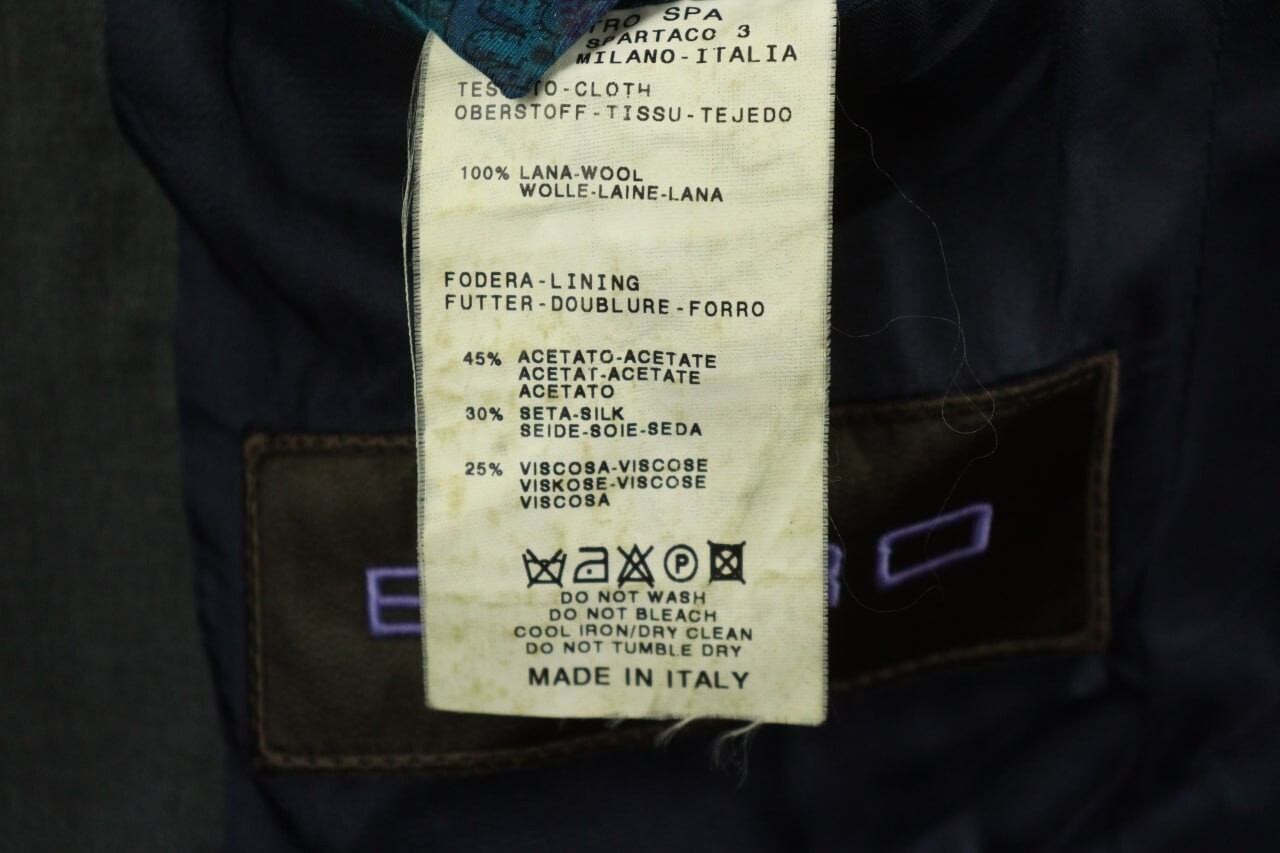 TRO SPA
SPARTACO 3
MILANO-ITALIA
TES TO-CLOTH
OBERSTOFF-TISSU-TEJEDO
100% LANA-WOOL
WOLLE-LAINE-LANA
FODERA-LINING
FUTTER-DOUBLURE-FORRO
45% ACETATO-ACETATE
ACETAT-ACETATE
ACETATO
30% SETA-SILK
SEIDE-SOIE-SEDA
25% VISCOSA-VISCOSE
VISKOSE-VISCOSE
VISCOSA
P
DO NOT WASH
DO NOT BLEACH
COOL IRON/DRY CLEAN
DO NOT TUMBLE DRY
MADE IN ITALY